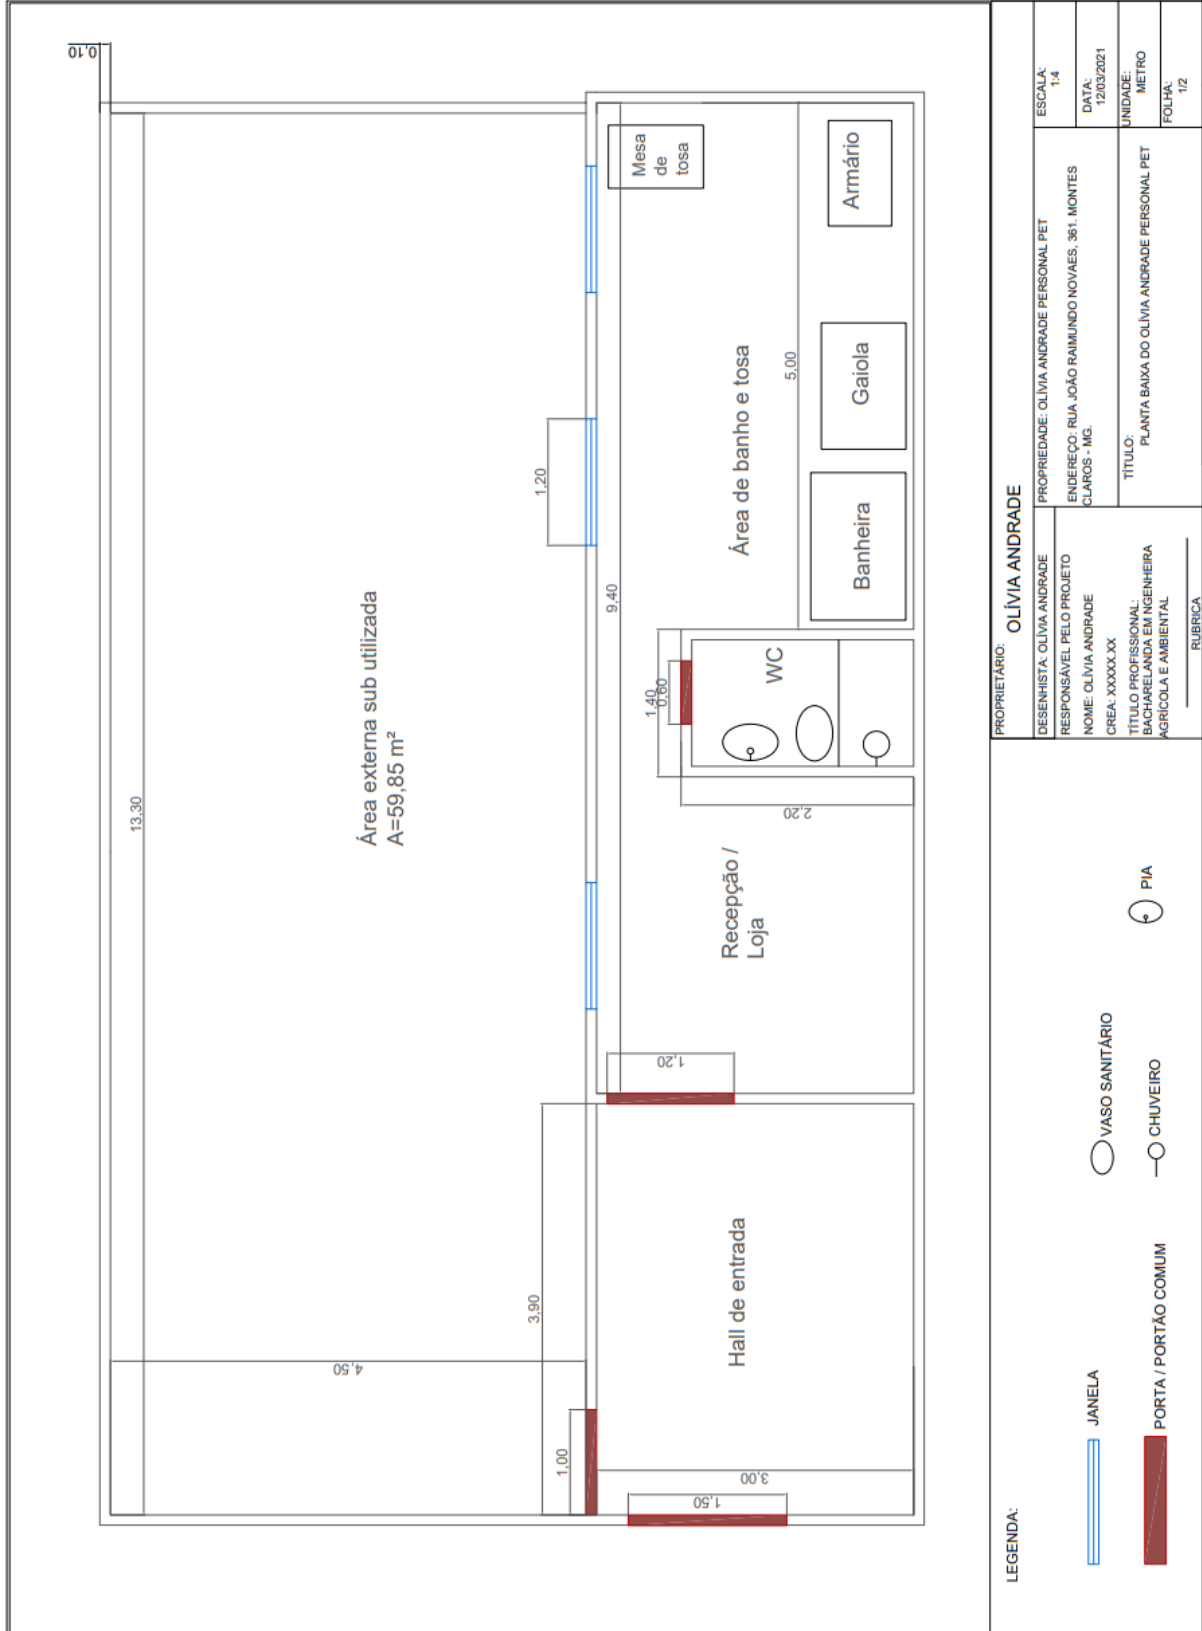 0,10
13,30
Área externa sub utilizada
A=59,85 m²
4,50
3,90
1,00
1,20
9,40
Mesa
de
tosa
Área de banho e tosa
5,00
Armário
Gaiola
Banheira
1,40
0,60
WC
2,20
Recepção /
Loja
1,20
Hall de entrada
3,00
1,50
LEGENDA:
JANELA
PORTA / PORTÃO COMUM
VASO SANITÁRIO
CHUVEIRO
PIA
PROPRIETÁRIO:
OLÍVIA ANDRADE
DESENHISTA: OLÍVIA ANDRADE
RESPONSÁVEL PELO PROJETO
NOME: OLÍVIA ANDRADE
CREA: XXXXX.XX
TÍTULO PROFISSIONAL:
BACHARELANDA EM NGENHEIRA
AGRÍCOLA E AMBIENTAL
RUBRICA
PROPRIEDADE: OLÍVIA ANDRADE PERSONAL PET
ENDEREÇO: RUA JOÃO RAIMUNDO NOVAES, 361. MONTES
CLAROS - MG.
TÍTULO:
PLANTA BAIXA DO OLÍVIA ANDRADE PERSONAL PET
ESCALA:
1:4
DATA:
12/03/2021
UNIDADE:
METRO
FOLHA:
1/2